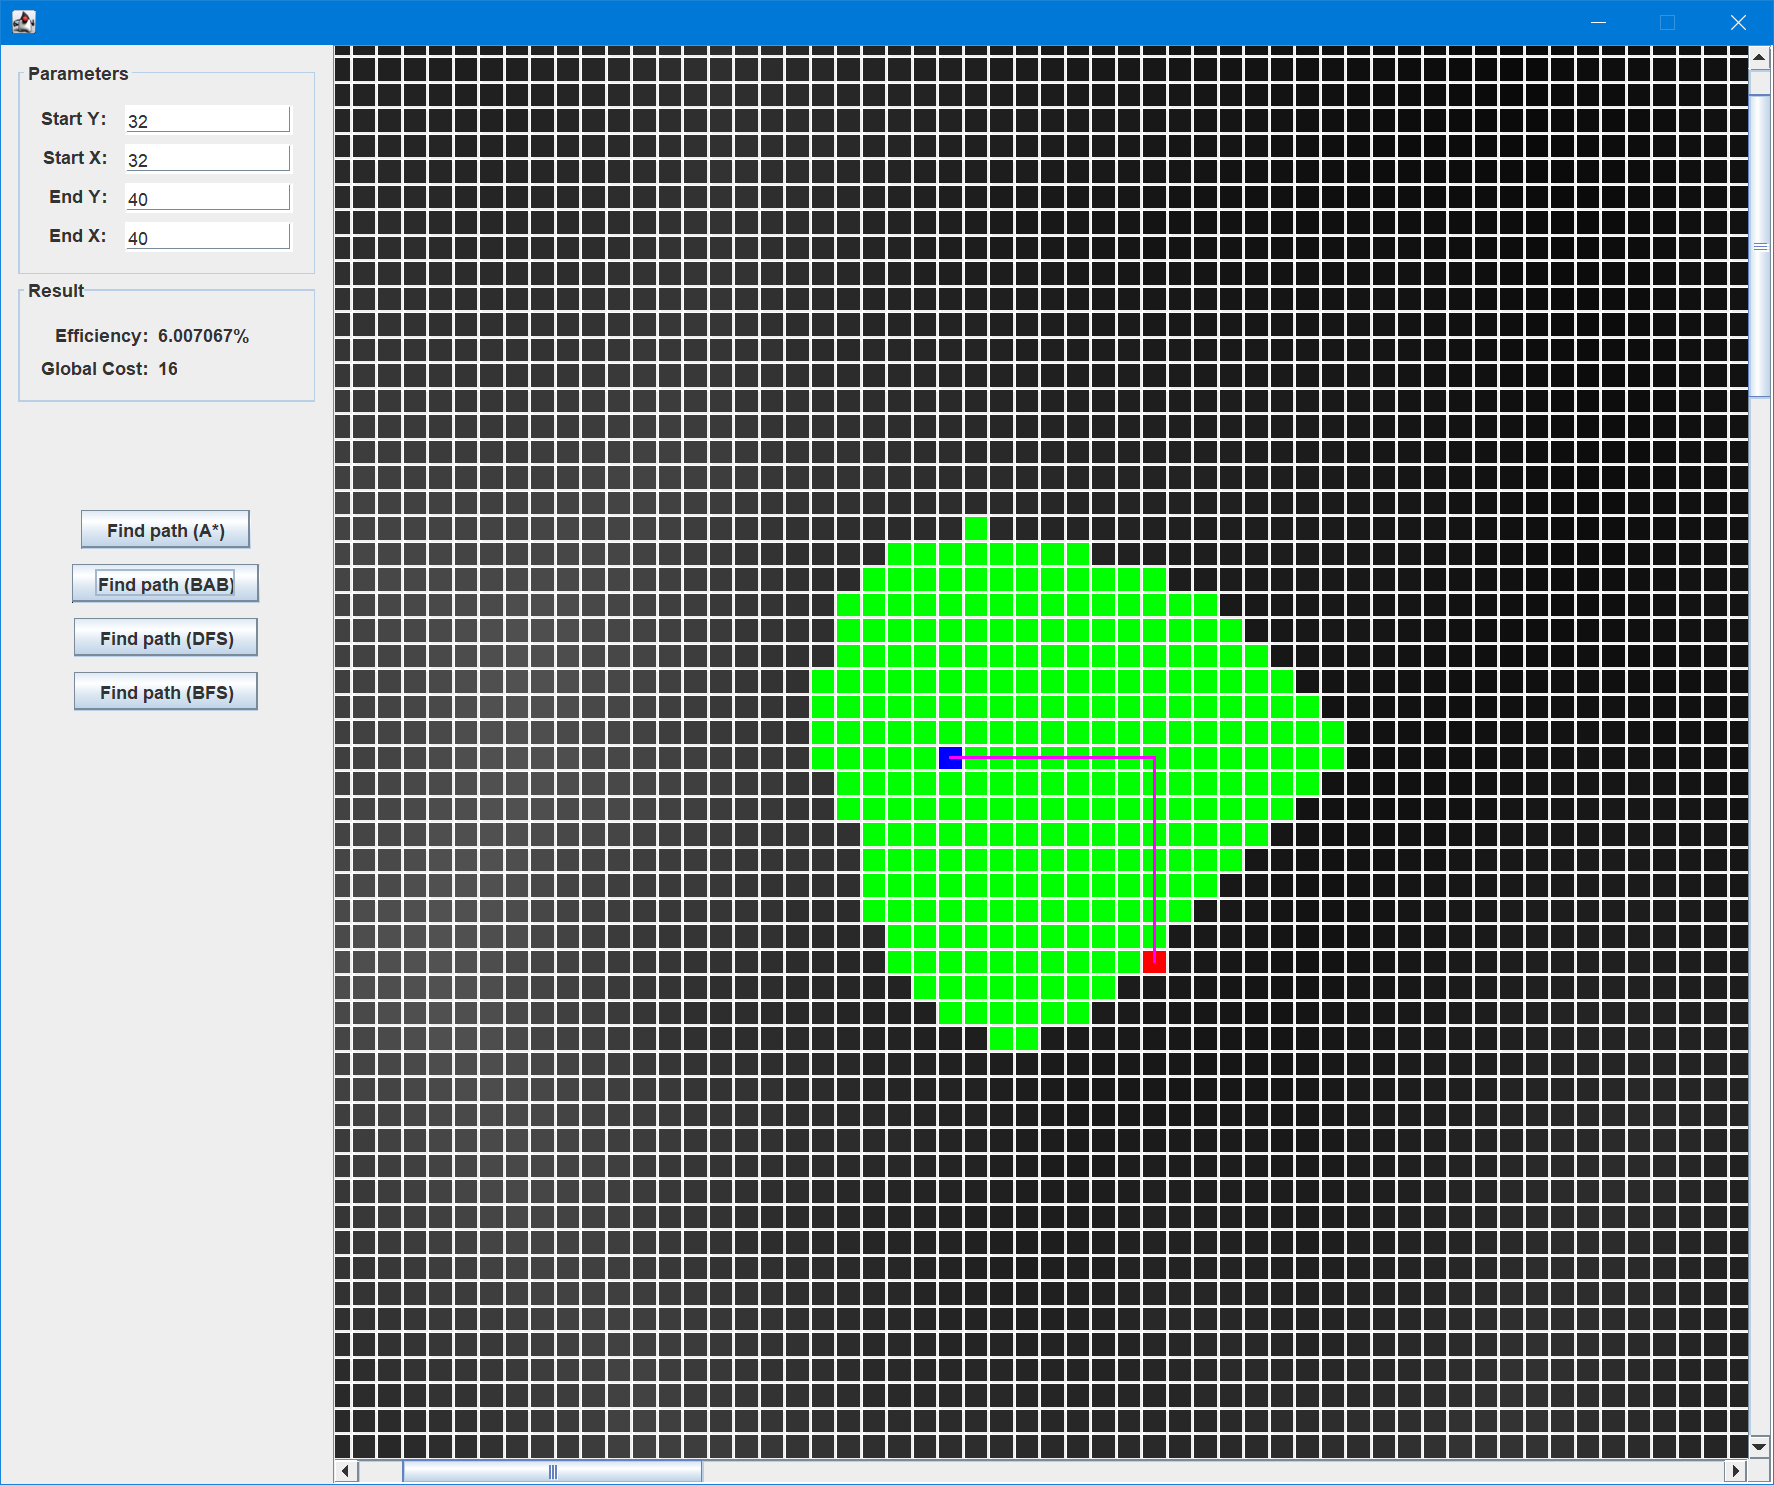 Parameters
Start Y: 32
Start X: 32
End Y: 40
End X: 40
Result
Efficiency: 6.007067%
Global Cost: 16
Find path (A*)
Find path (BAB)
Find path (DFS)
Find path (BFS)